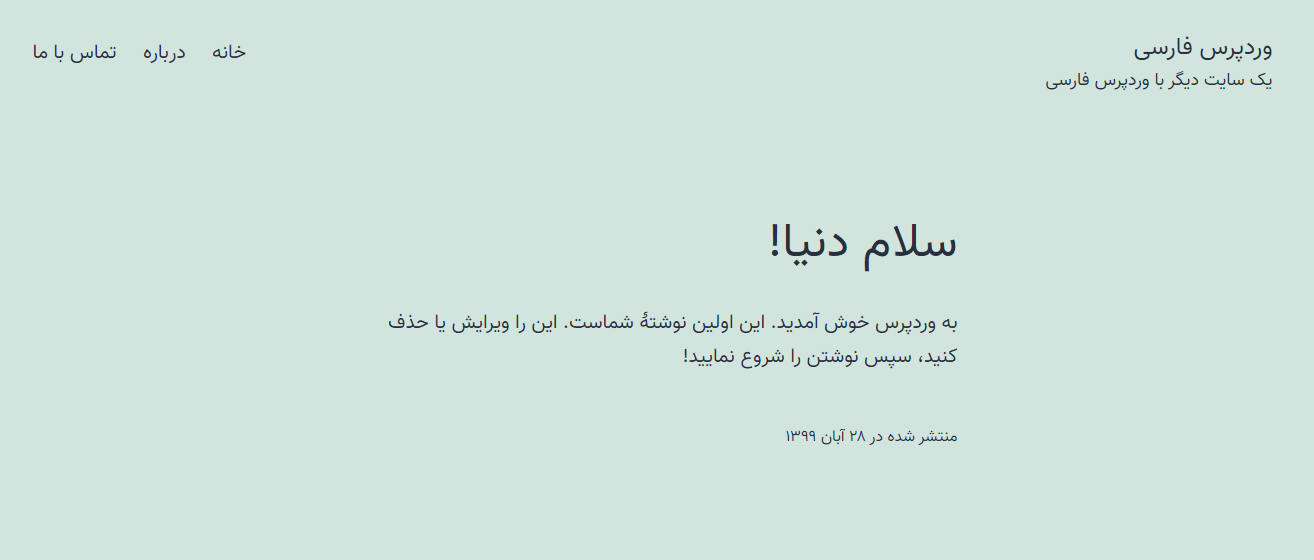 وردپرس فارسی
یک سایت دیگر با وردپرس فارسی
خانه درباره تماس با ما
سلام دنیا!
به وردپرس خوش آمدید. این اولین نوشتهٔ شماست. این را ویرایش یا حذف
کنید، سپس نوشتن را شروع نمایید!
منتشر شده در ۲۸ آبان ۱۳۹۹